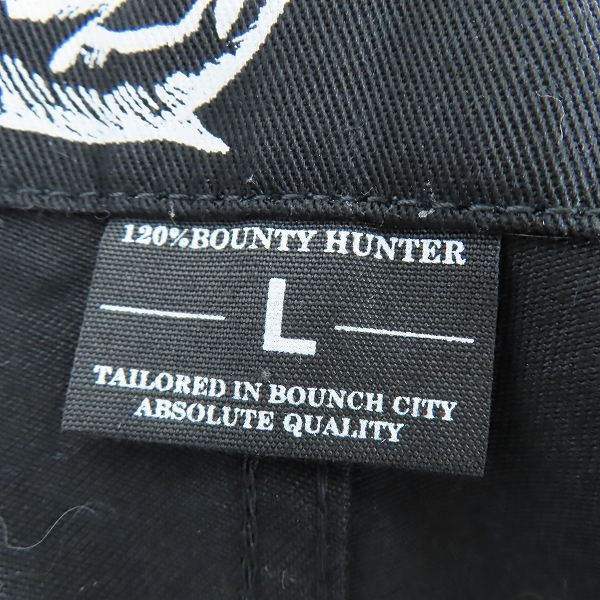 120%BOUNTY HUNTER
L
TAILORED IN BOUNCH CITY
ABSOLUTE QUALITY